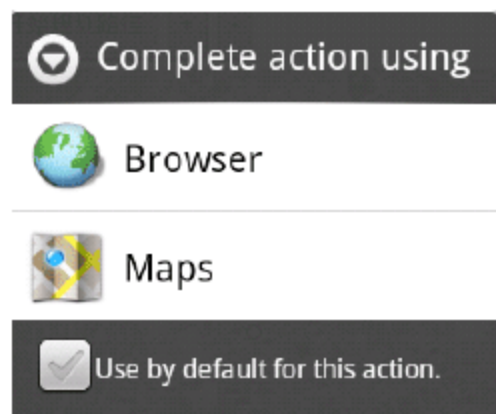 Complete action using
Browser
Maps
Use by default for this action.